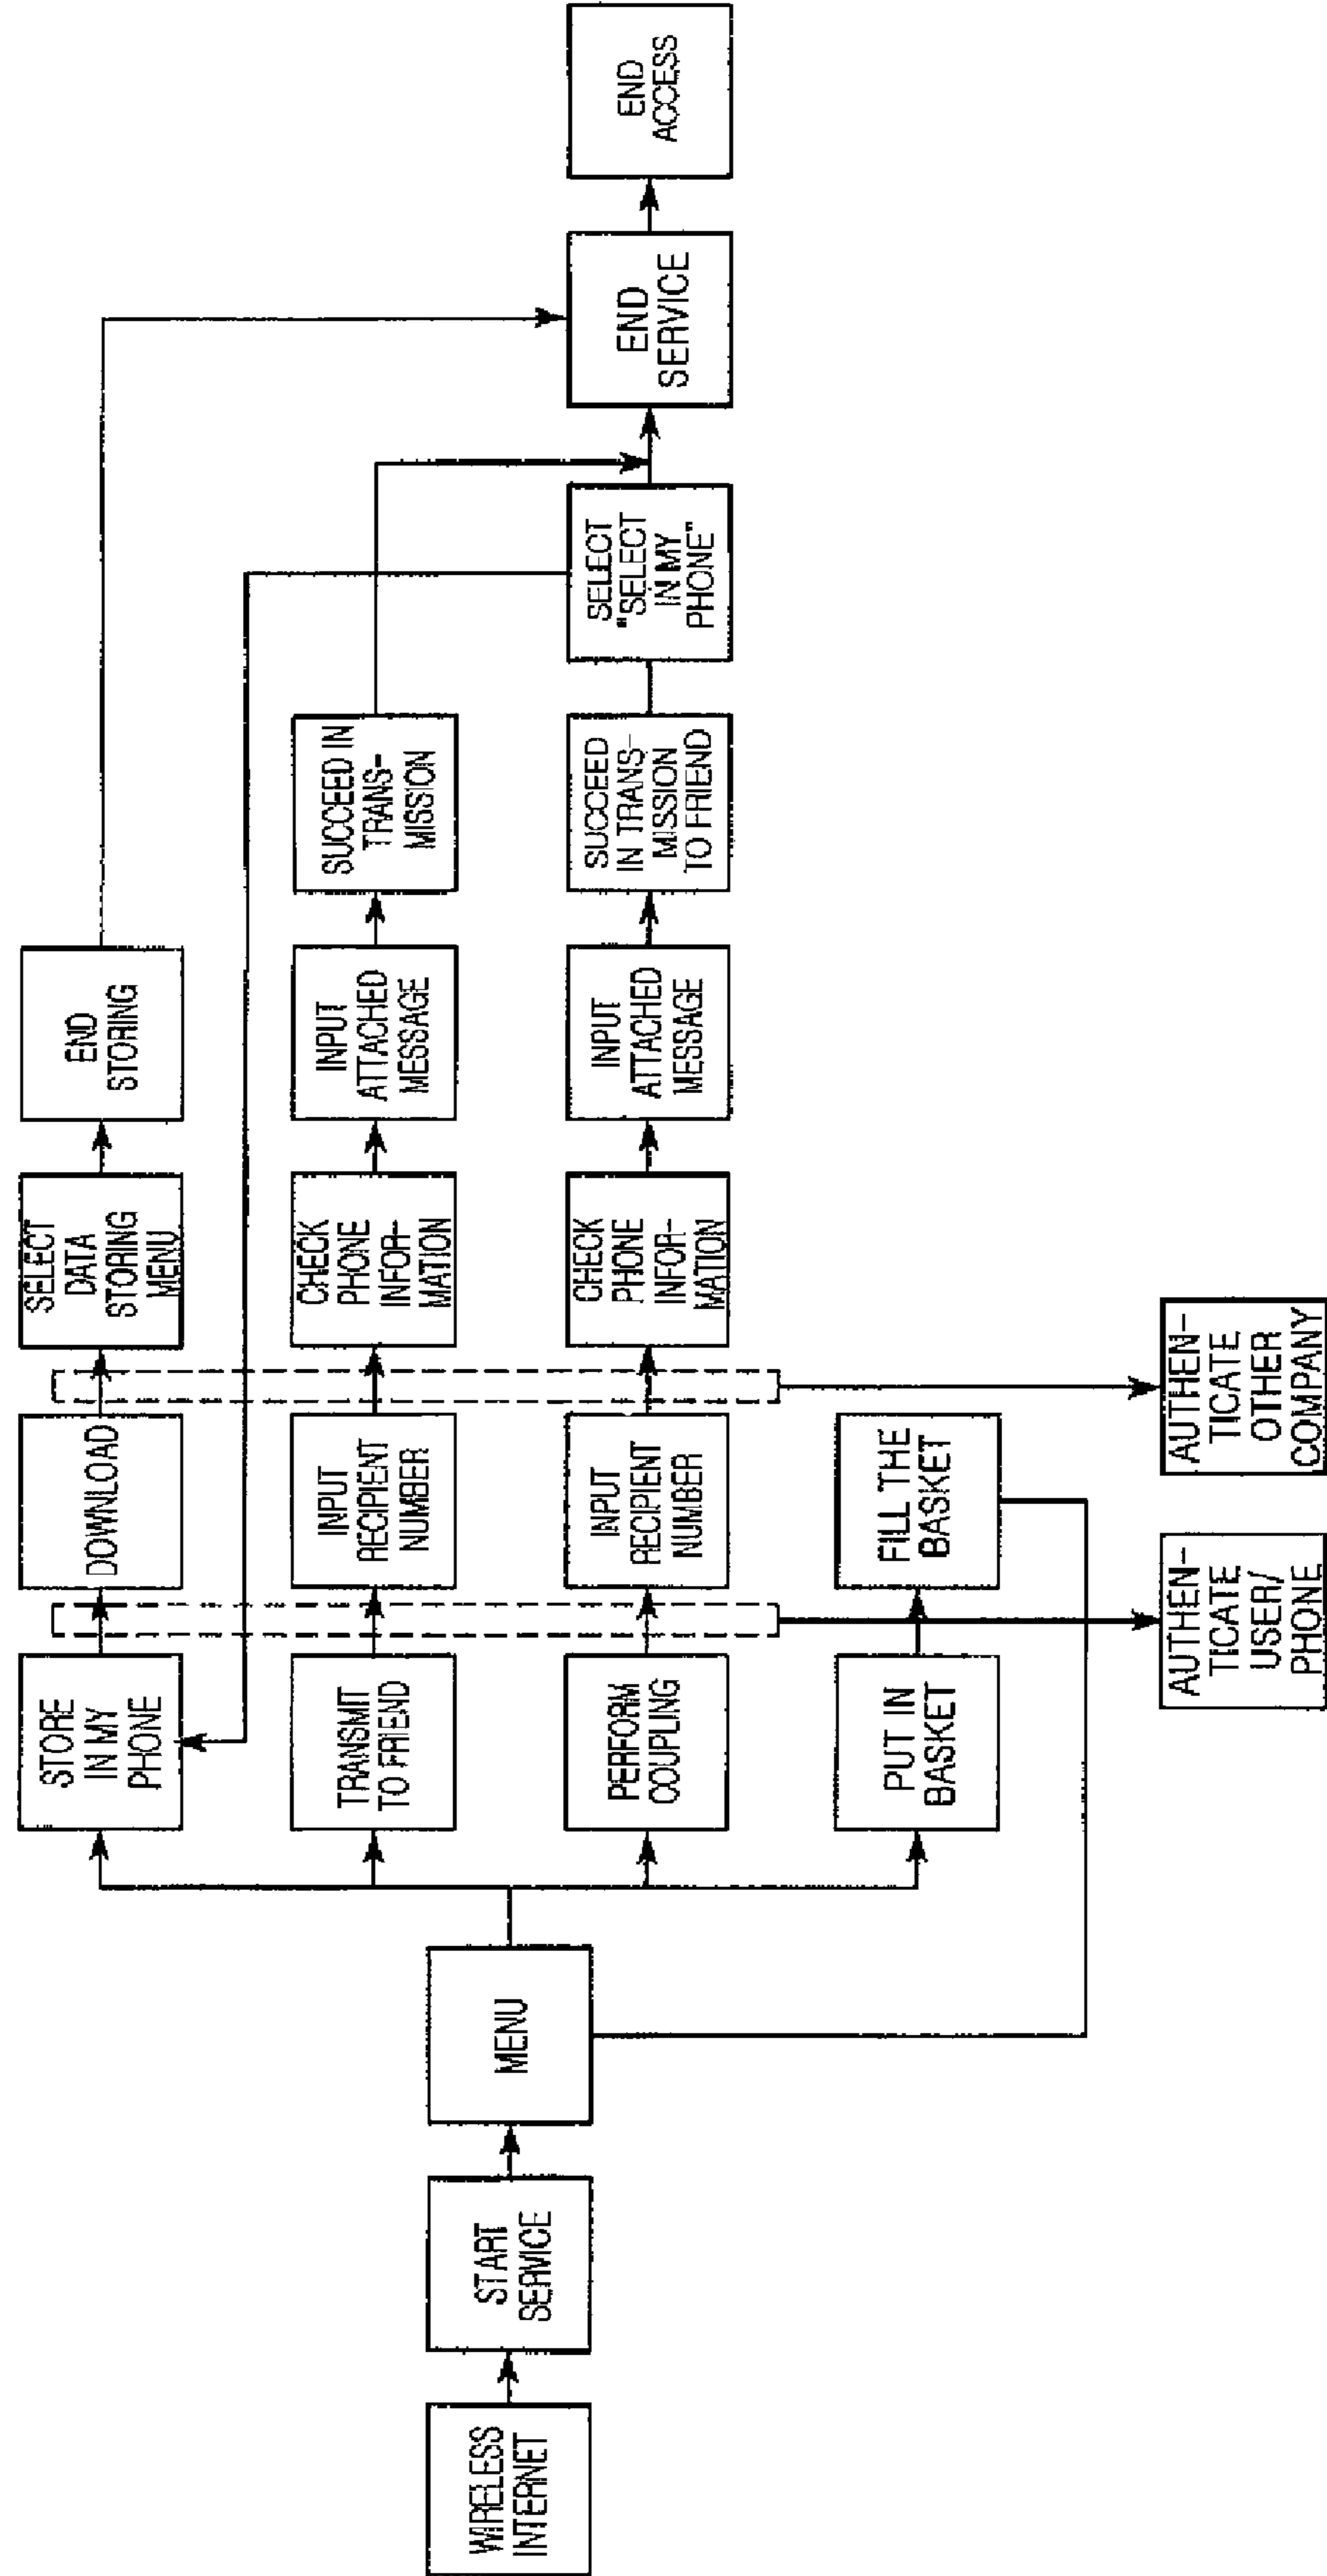 WIRELESS
INTERNET
START
SERVICE
MENU
STORE
IN MY
PHONE
DOWNLOAD
SELECT
DATA
STORING
MENU
END
STORING
TRANSMIT
TO FRIEND
INPUT
RECIPIENT
NUMBER
CHECK
PHONE
INFOR-
MATION
INPUT
ATTACHED
MESSAGE
SUCCEED IN
TRANS-
MISSION
PERFORM
COUPLING
INPUT
RECIPIENT
NUMBER
CHECK
PHONE
INFOR-
MATION
INPUT
ATTACHED
MESSAGE
SUCCEED
IN TRANS-
MISSION
TO FRIEND
SELECT
"SELECT
IN MY
PHONE"
END
SERVICE
END
ACCESS
PUT IN
BASKET
FILL THE
BASKET
AUTHEN-
TICATE
USER/
PHONE
AUTHEN-
TICATE
OTHER
COMPANY